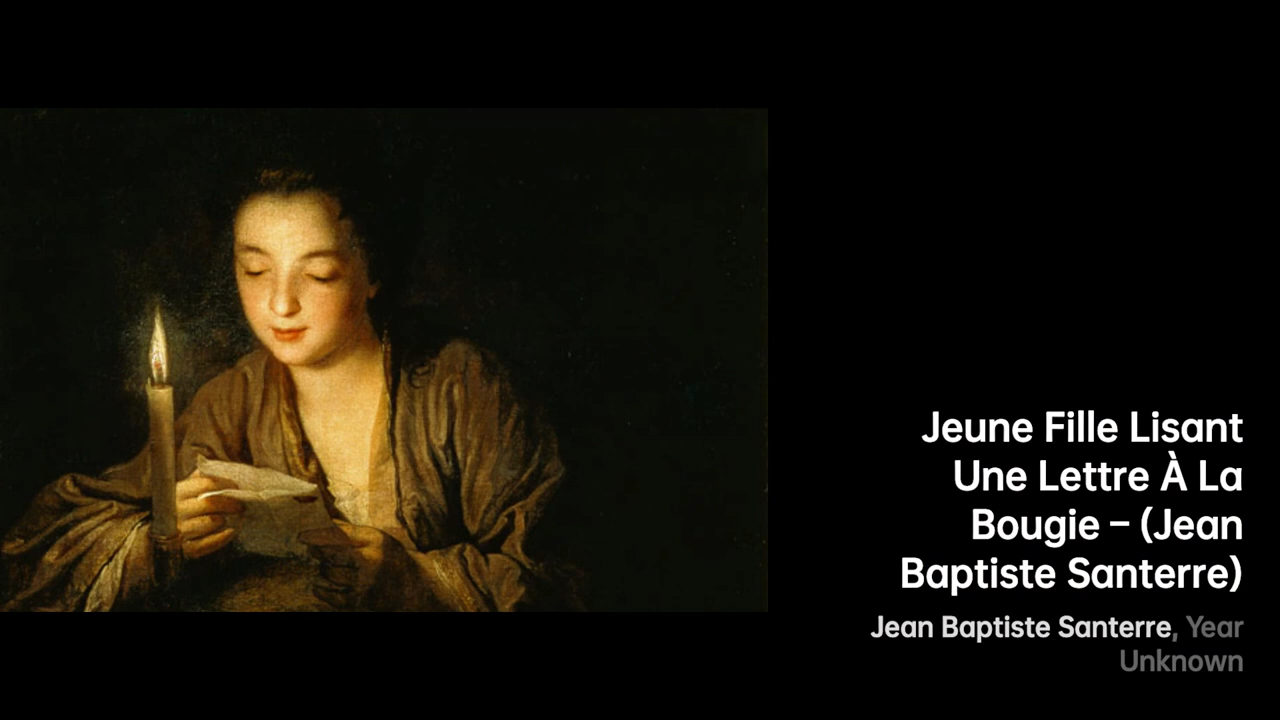 Jeune Fille Lisant
Une Lettre À La
Bougie – (Jean
Baptiste Santerre)
Jean Baptiste Santerre, Year
Unknown